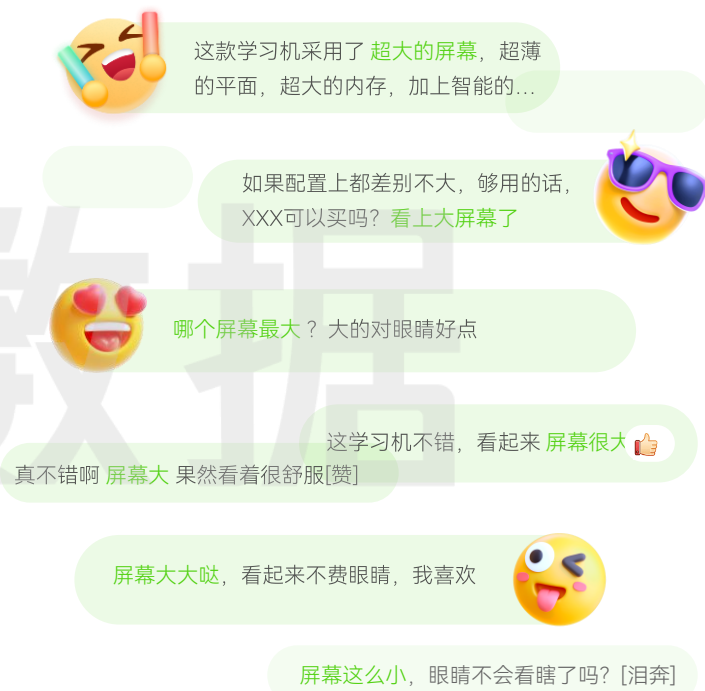 这款学习机采用了 超大的屏幕，超薄
的平面，超大的内存，加上智能的...
如果配置上都差别不大，够用的话，
XXX可以买吗？看上大屏幕了
哪个屏幕最大 ？大的对眼睛好点
这学习机不错，看起来 屏幕很大
真不错啊 屏幕大 果然看着很舒服[赞]
屏幕大大哒，看起来不费眼睛，我喜欢
屏幕这么小，眼睛不会看瞎了吗？[泪奔]
数据